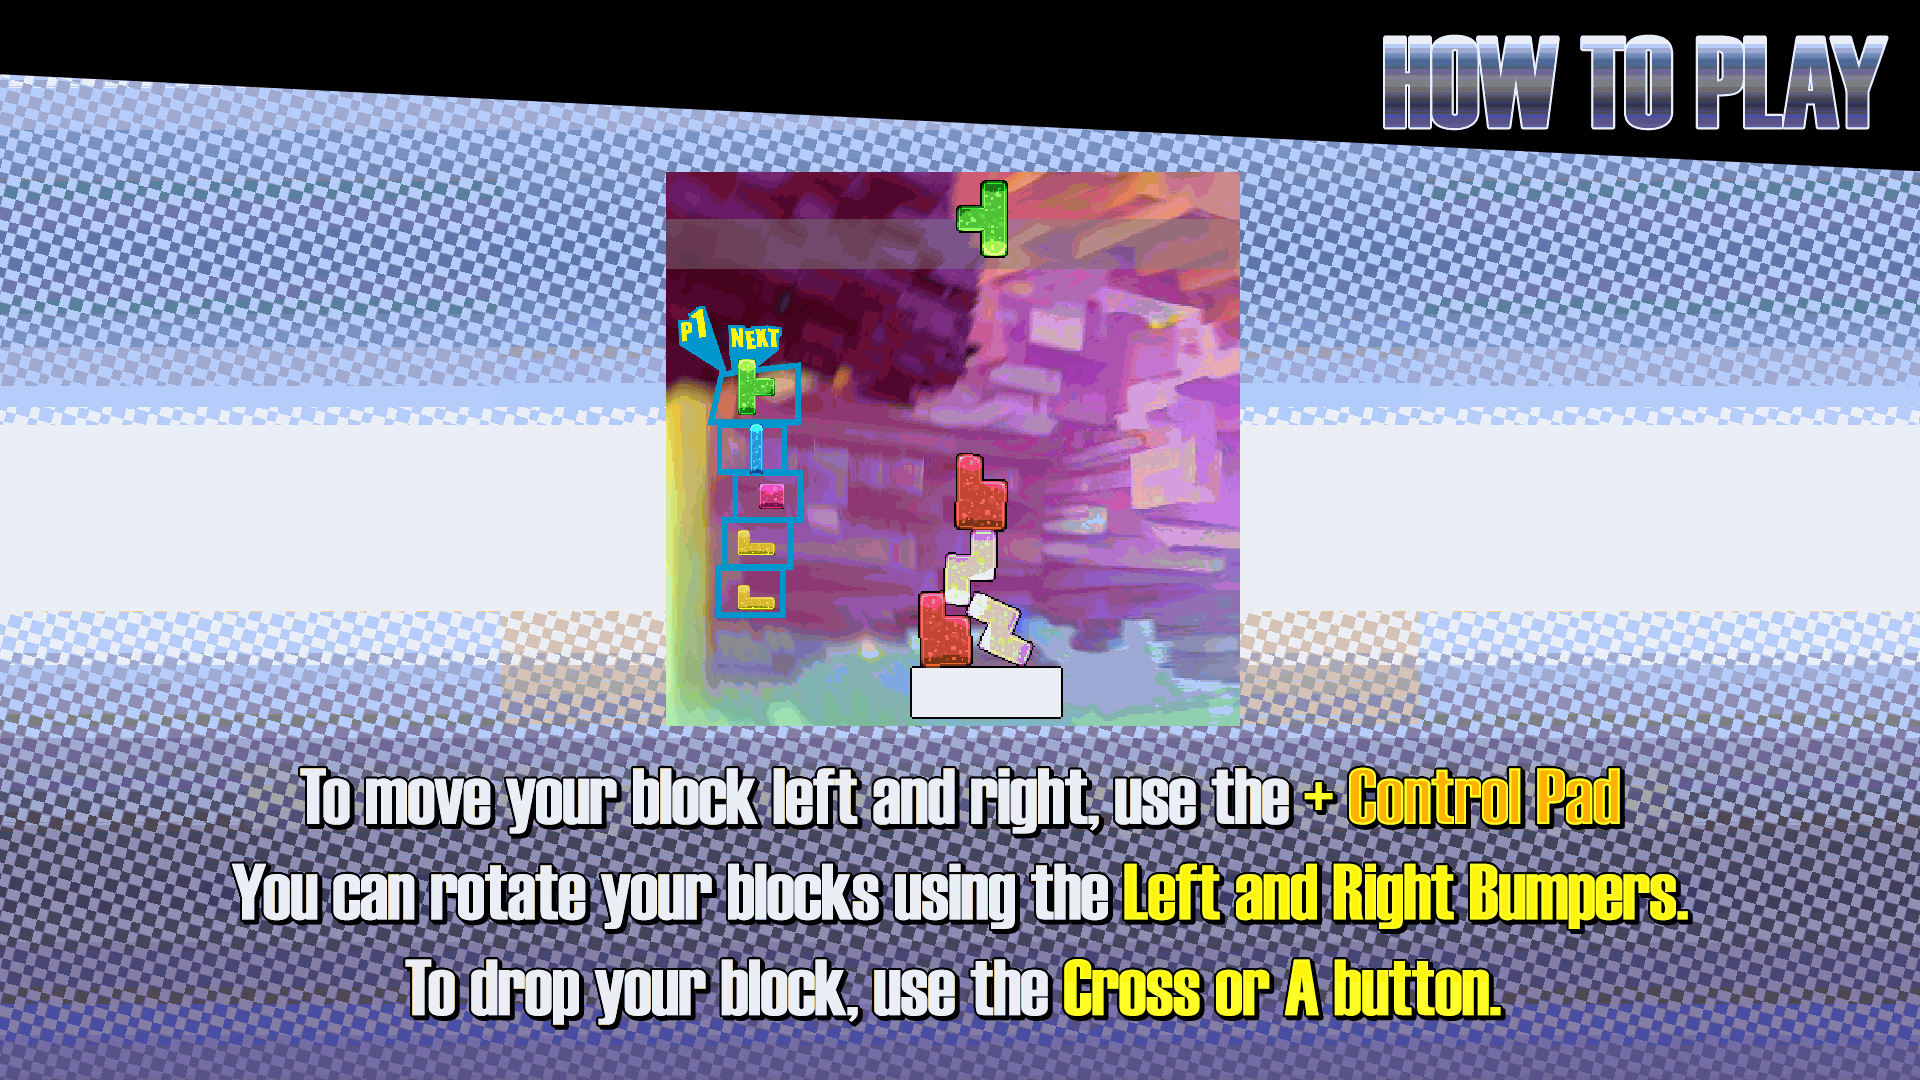 HOW TO PLAY
P1
NEXT
To move your block left and right, use the + Control Pad
You can rotate your blocks using the Left and Right Bumpers.
To drop your block, use the Cross or A button.